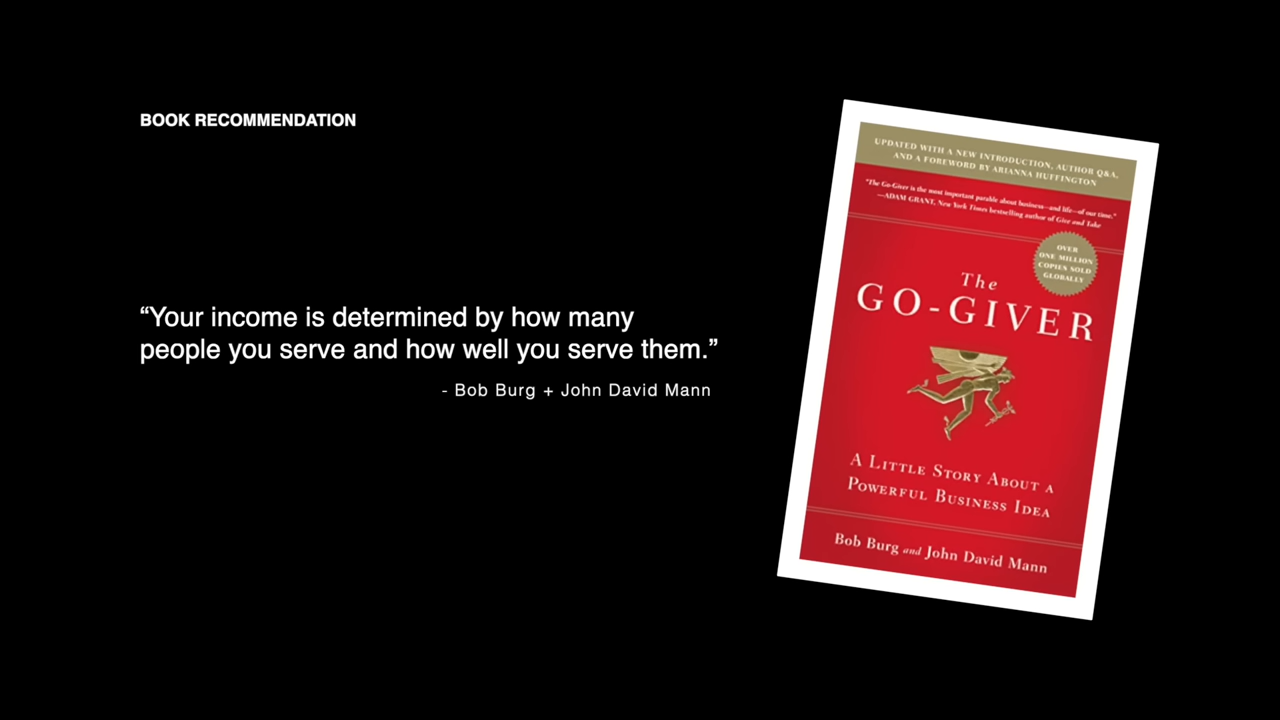 BOOK RECOMMENDATION
“Your income is determined by how many
people you serve and how well you serve them.”
- Bob Burg + John David Mann
UPDATED WITH A NEW INTRODUCTION, AUTHOR Q&A,
AND A FOREWORD BY ARIANNA HUFFINGTON
“The Go-Giver is the most important parable about business—and life—of our time.”
—ADAM GRANT, New York Times bestselling author of Give and Take
OVER
ONE MILLION
COPIES SOLD
GLOBALLY
The
GO-GIVER
A LITTLE STORY ABOUT A
POWERFUL BUSINESS IDEA
Bob Burg and John David Mann